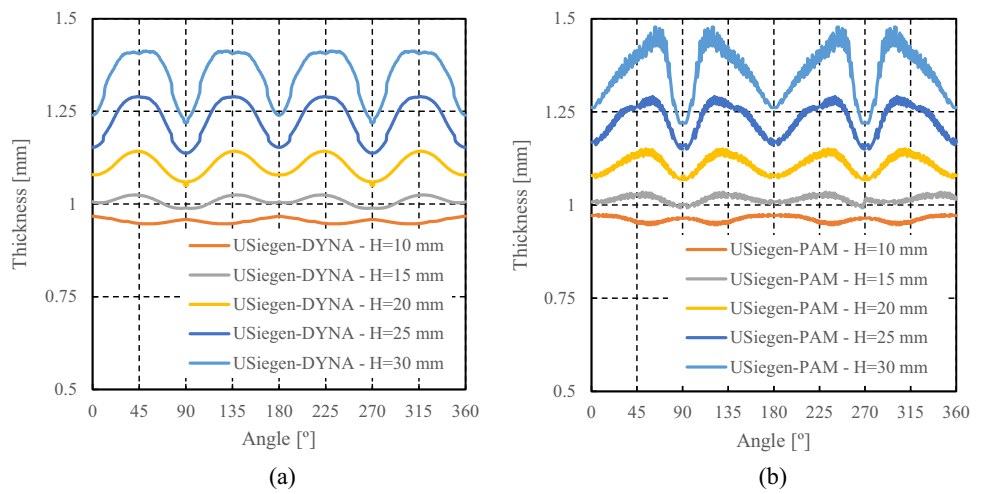 1.5
1.25
1
0.75
0.5
Thickness [mm]
USiegen-DYNA - H=10 mm
USiegen-DYNA - H=15 mm
USiegen-DYNA - H=20 mm
USiegen-DYNA - H=25 mm
USiegen-DYNA - H=30 mm
0 45 90 135 180 225 270 315 360
Angle [º]
(a)
1.5
1.25
1
0.75
0.5
Thickness [mm]
USiegen-PAM - H=10 mm
USiegen-PAM - H=15 mm
USiegen-PAM - H=20 mm
USiegen-PAM - H=25 mm
USiegen-PAM - H=30 mm
0 45 90 135 180 225 270 315 360
Angle [º]
(b)